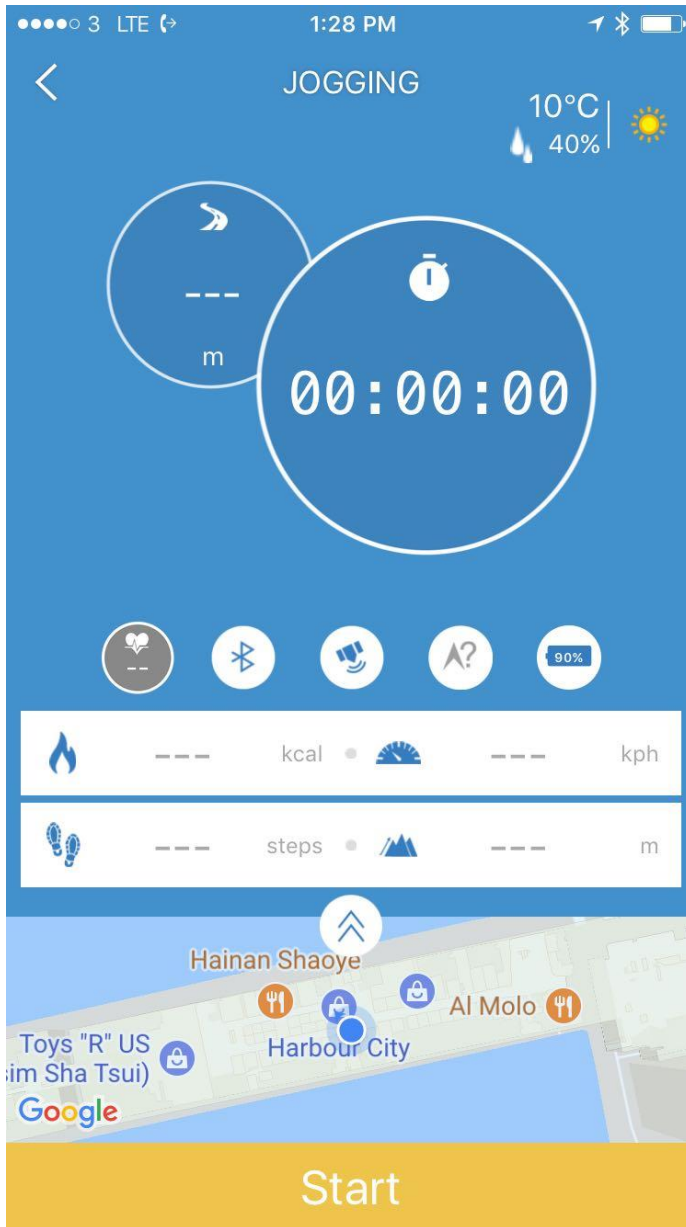 3 LTE 1:28 PM
JOGGING
10°C
40%
---
m
00:00:00
--
A?
90%
--- kcal --- kph
--- steps --- m
Hainan Shaoye
Al Molo
Toys "R" US
sim Sha Tsui)
Harbour City
Google
Start